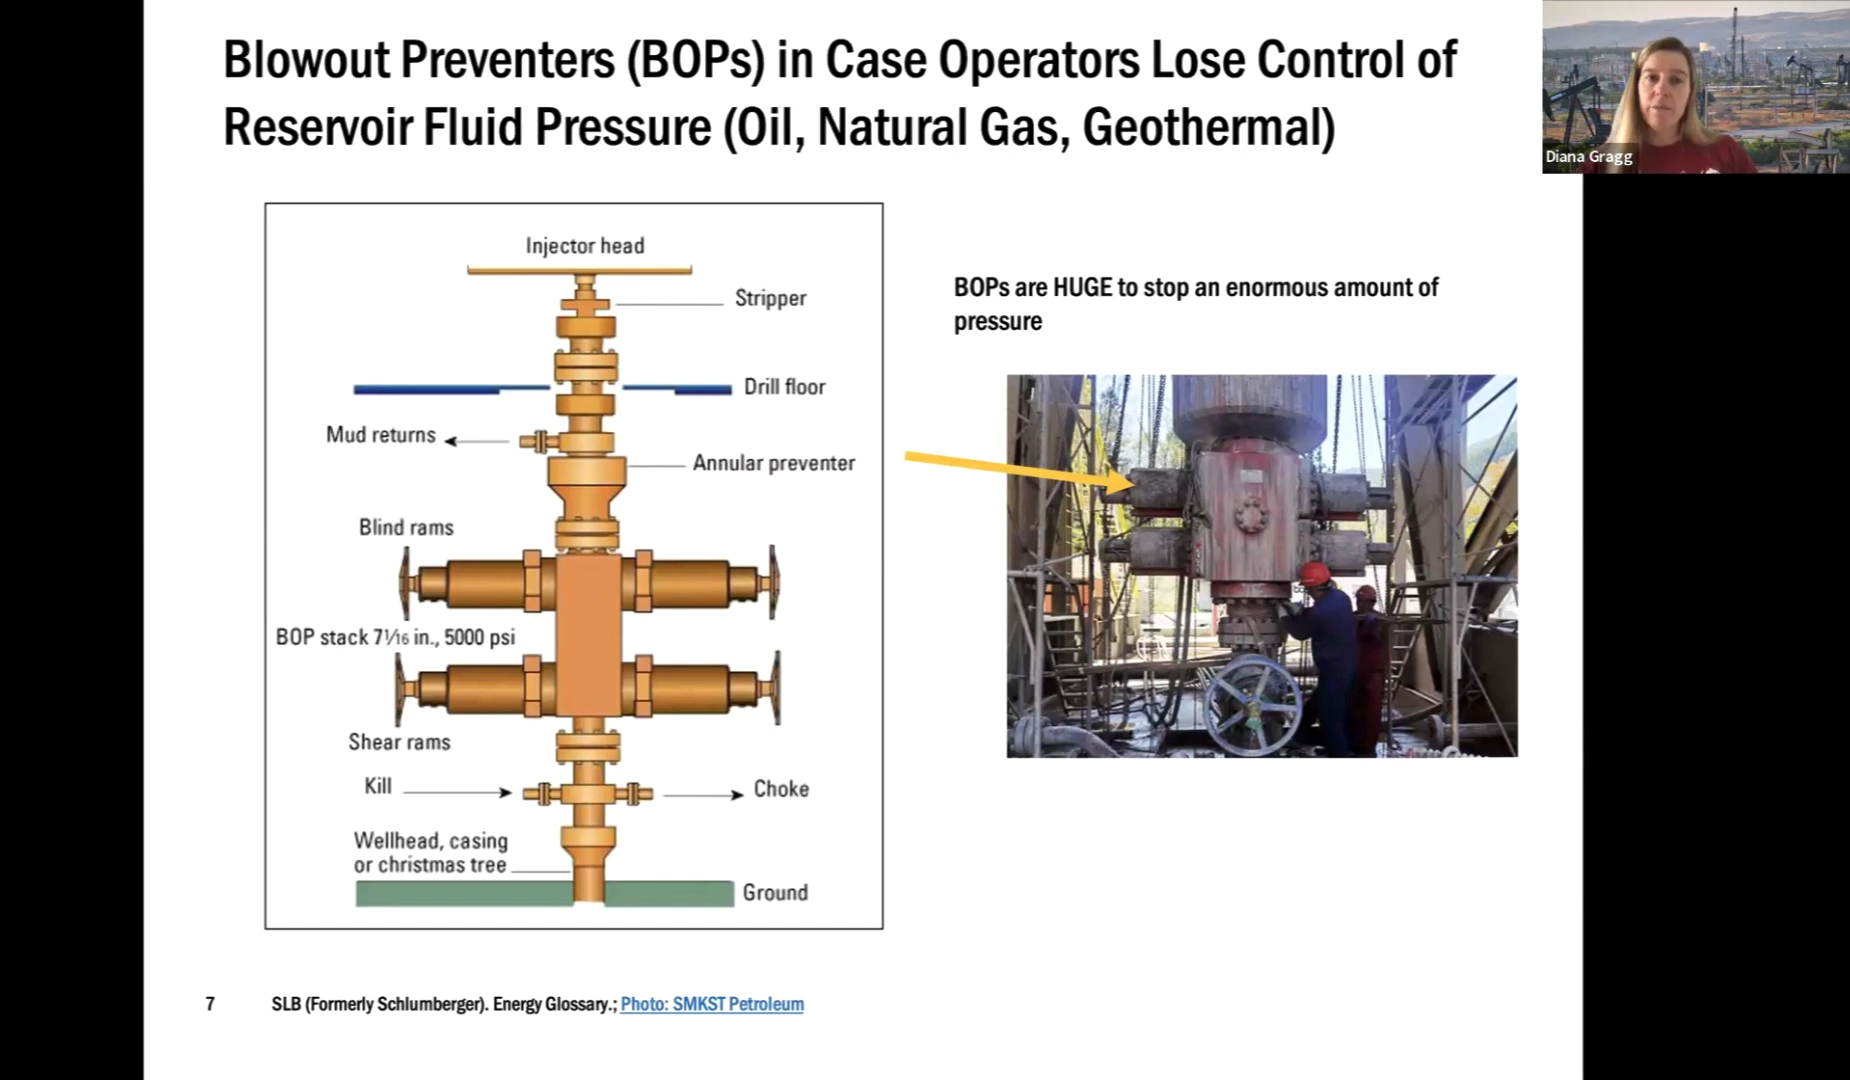 Blowout Preventers (BOPs) in Case Operators Lose Control of
Reservoir Fluid Pressure (Oil, Natural Gas, Geothermal)
Diana Gragg
Injector head
Stripper
Drill floor
Mud returns
Annular preventer
Blind rams
BOP stack 7 1/16 in., 5000 psi
Shear rams
Kill
Choke
Wellhead, casing
or christmas tree
Ground
BOPs are HUGE to stop an enormous amount of
pressure
7
SLB (Formerly Schlumberger). Energy Glossary.; Photo: SMKST Petroleum